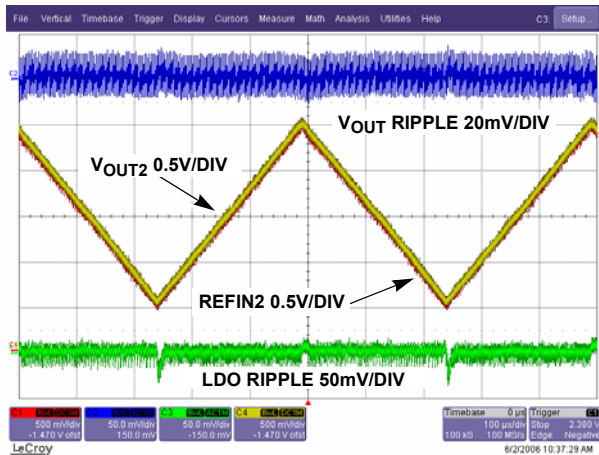 File Vertical Timebase Trigger Display Cursors Measure Math Analysis Utilities Help C3: Setup...
C2
VOUT RIPPLE 20mV/DIV
VOUT2 0.5V/DIV
REFIN2 0.5V/DIV
LDO RIPPLE 50mV/DIV
C1 C2 C3 C4 Timebase 0 µs Trigger C1
500 mV/div 50.0 mV/div 50.0 mV/div 500 mV/div 100 µs/div Stop 2.380 V
-1.470 V ofst 150.0 mV -150.0 mV -1.470 V ofst 100 kS 100 MS/s Edge Negative
LeCroy 6/2/2006 10:37:29 AM